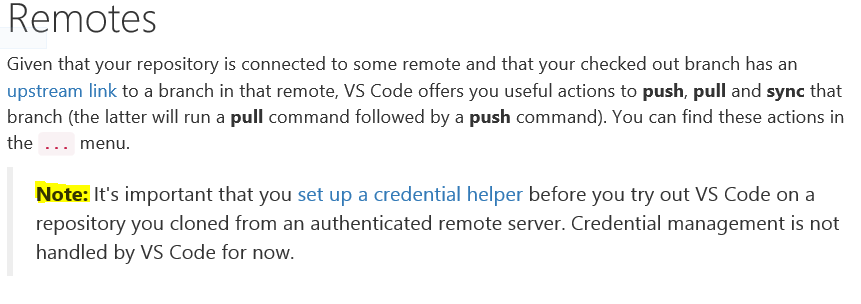 Remotes
Given that your repository is connected to some remote and that your checked out branch has an
upstream link to a branch in that remote, VS Code offers you useful actions to push, pull and sync that
branch (the latter will run a pull command followed by a push command). You can find these actions in
the ... menu.
Note: It's important that you set up a credential helper before you try out VS Code on a
repository you cloned from an authenticated remote server. Credential management is not
handled by VS Code for now.